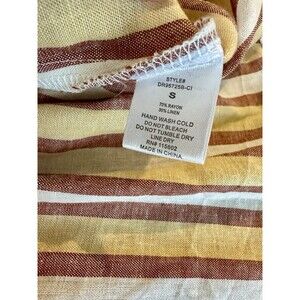 STYLE#
DR95725B-CI
S
70% RAYON
30% LINEN
HAND WASH COLD
DO NOT BLEACH
DO NOT TUMBLE DRY
LINE DRY
RN# 115602
MADE IN CHINA